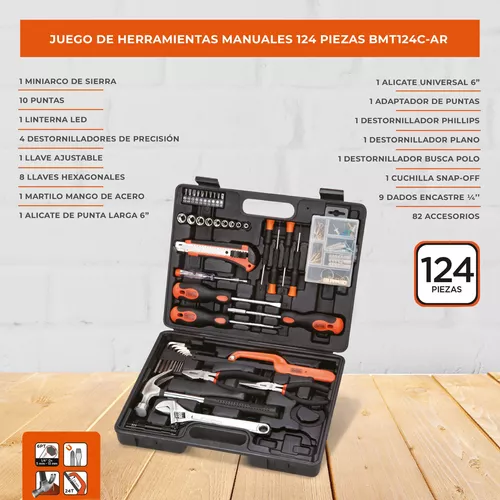 JUEGO DE HERRAMIENTAS MANUALES 124 PIEZAS BMT124C-AR
1 MINIARCO DE SIERRA
10 PUNTAS
1 LINTERNA LED
4 DESTORNILLADORES DE PRECISIÓN
1 LLAVE AJUSTABLE
8 LLAVES HEXAGONALES
1 MARTILO MANGO DE ACERO
1 ALICATE DE PUNTA LARGA 6"
1 ALICATE UNIVERSAL 6"
1 ADAPTADOR DE PUNTAS
1 DESTORNILLADOR PHILLIPS
1 DESTORNILLADOR PLANO
1 DESTORNILLADOR BUSCA POLO
1 CUCHILLA SNAP-OFF
9 DADOS ENCASTRE ¼''
82 ACCESORIOS
124
PIEZAS
6PT
24T